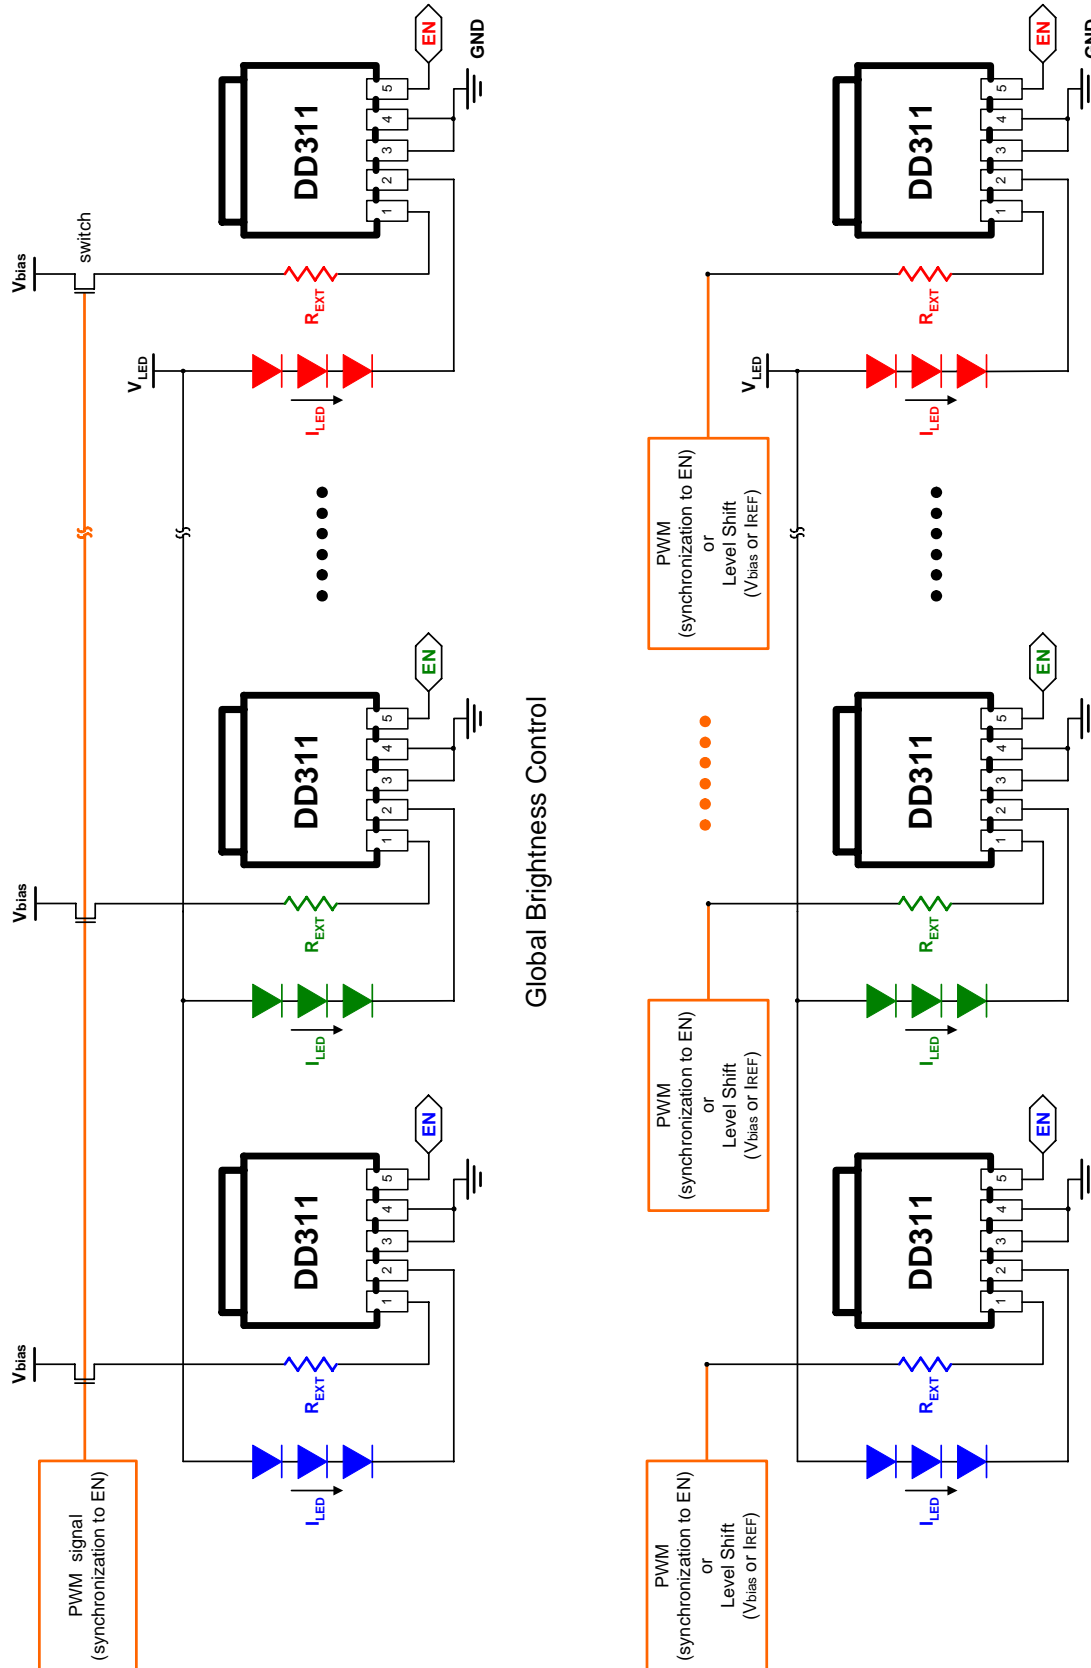 PWM signal
(synchronization to EN)
Vbias
Vbias
Vbias
switch
VLED
ILED
REXT
DD311
1
2
3
4
5
EN
ILED
REXT
DD311
1
2
3
4
5
EN
ILED
REXT
DD311
1
2
3
4
5
EN
GND
Global Brightness Control
PWM
(synchronization to EN)
or
Level Shift
(Vbias or IREF)
PWM
(synchronization to EN)
or
Level Shift
(Vbias or IREF)
PWM
(synchronization to EN)
or
Level Shift
(Vbias or IREF)
VLED
ILED
REXT
DD311
1
2
3
4
5
EN
ILED
REXT
DD311
1
2
3
4
5
EN
ILED
REXT
DD311
1
2
3
4
5
EN
GND